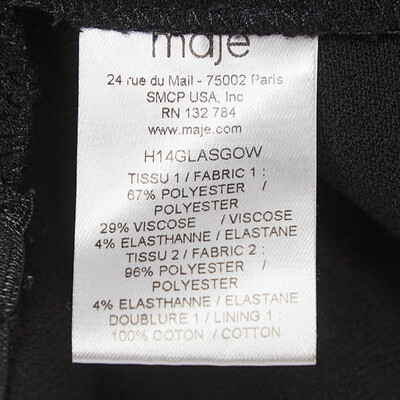 maje
24 rue du Mail - 75002 Paris
SMCP USA, Inc
RN 132 784
www.maje.com
H14GLASGOW
TISSU 1 / FABRIC 1 :
67% POLYESTER /
POLYESTER
29% VISCOSE / VISCOSE
4% ELASTHANNE / ELASTANE
TISSU 2 / FABRIC 2 :
96% POLYESTER /
POLYESTER
4% ELASTHANNE / ELASTANE
DOUBLURE 1 / LINING 1 :
100% COTON / COTTON